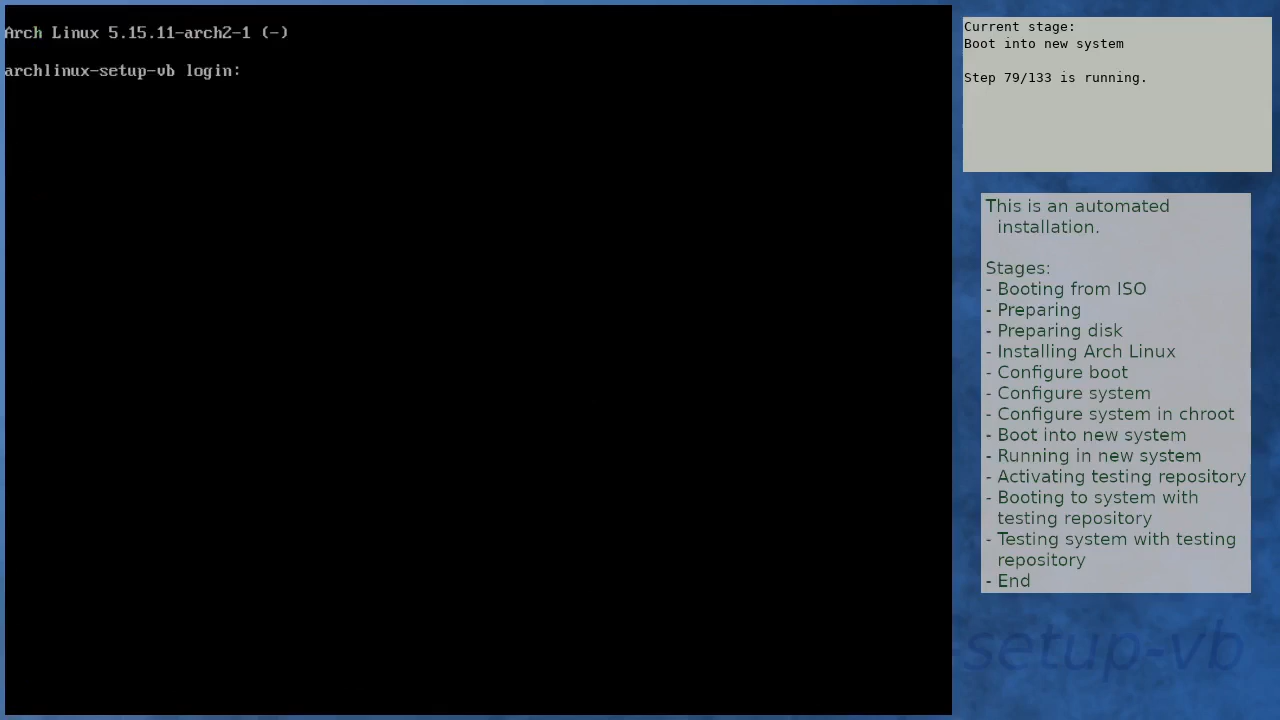 Arch Linux 5.15.11-arch2-1 (-)
archlinux-setup-vb login:
Current stage:
Boot into new system
Step 79/133 is running.
This is an automated
installation.
Stages:
- Booting from ISO
- Preparing
- Preparing disk
- Installing Arch Linux
- Configure boot
- Configure system
- Configure system in chroot
- Boot into new system
- Running in new system
- Activating testing repository
- Booting to system with
testing repository
- Testing system with testing
repository
- End
-setup-vb